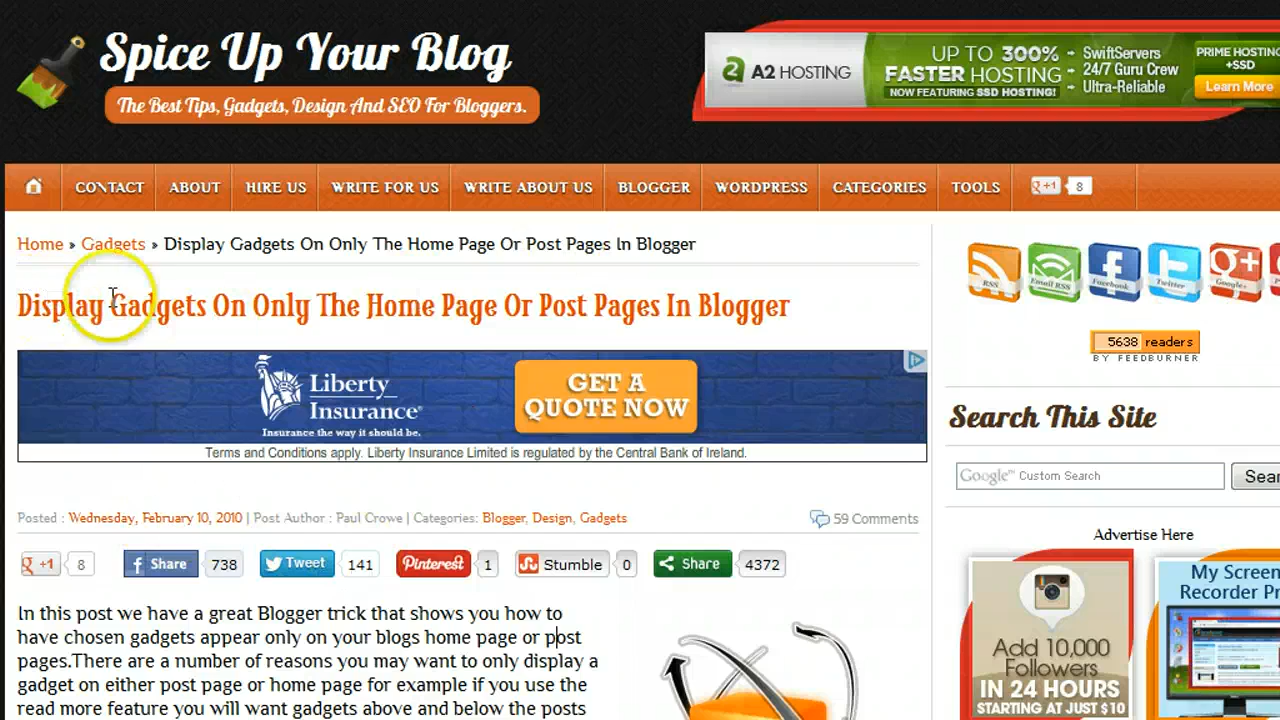 Spice Up Your Blog
The Best Tips, Gadgets, Design And SEO For Bloggers.
A2 HOSTING
UP TO 300%
FASTER HOSTING
NOW FEATURING SSD HOSTING!
SwiftServers
24/7 Guru Crew
Ultra-Reliable
PRIME HOSTING
+SSD
Learn More
CONTACT ABOUT HIRE US WRITE FOR US WRITE ABOUT US BLOGGER WORDPRESS CATEGORIES TOOLS g+1 8
Home » Gadgets » Display Gadgets On Only The Home Page Or Post Pages In Blogger
Display Gadgets On Only The Home Page Or Post Pages In Blogger
RSS Email RSS Facebook Twitter Google+
5638 readers
BY FEEDBURNER
Liberty
Insurance
Insurance the way it should be.
GET A
QUOTE NOW
Terms and Conditions apply. Liberty Insurance Limited is regulated by the Central Bank of Ireland.
Search This Site
Google™ Custom Search Sear
Posted : Wednesday, February 10, 2010 | Post Author : Paul Crowe | Categories: Blogger, Design, Gadgets 59 Comments
g+1 8 Share 738 Tweet 141 Pinterest 1 Stumble 0 Share 4372
Advertise Here
Add 10,000
Followers
IN 24 HOURS
STARTING AT JUST $10
My Screen
Recorder Pr
In this post we have a great Blogger trick that shows you how to
have chosen gadgets appear only on your blogs home page or post
pages.There are a number of reasons you may want to only display a
gadget on either post page or home page for example if you use the
read more feature you will want gadgets above and below the posts